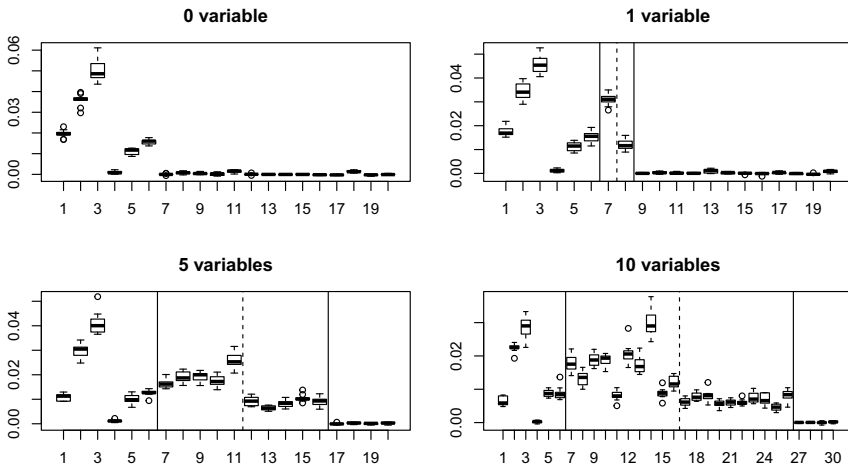 0 variable
0.00 0.03 0.06
1 3 5 7 9 11 13 15 17 19
1 variable
0.00 0.02 0.04
1 3 5 7 9 11 13 15 17 19
5 variables
0.00 0.02 0.04
1 3 5 7 9 11 13 15 17 19
10 variables
0.00 0.02
1 3 5 7 9 12 15 18 21 24 27 30